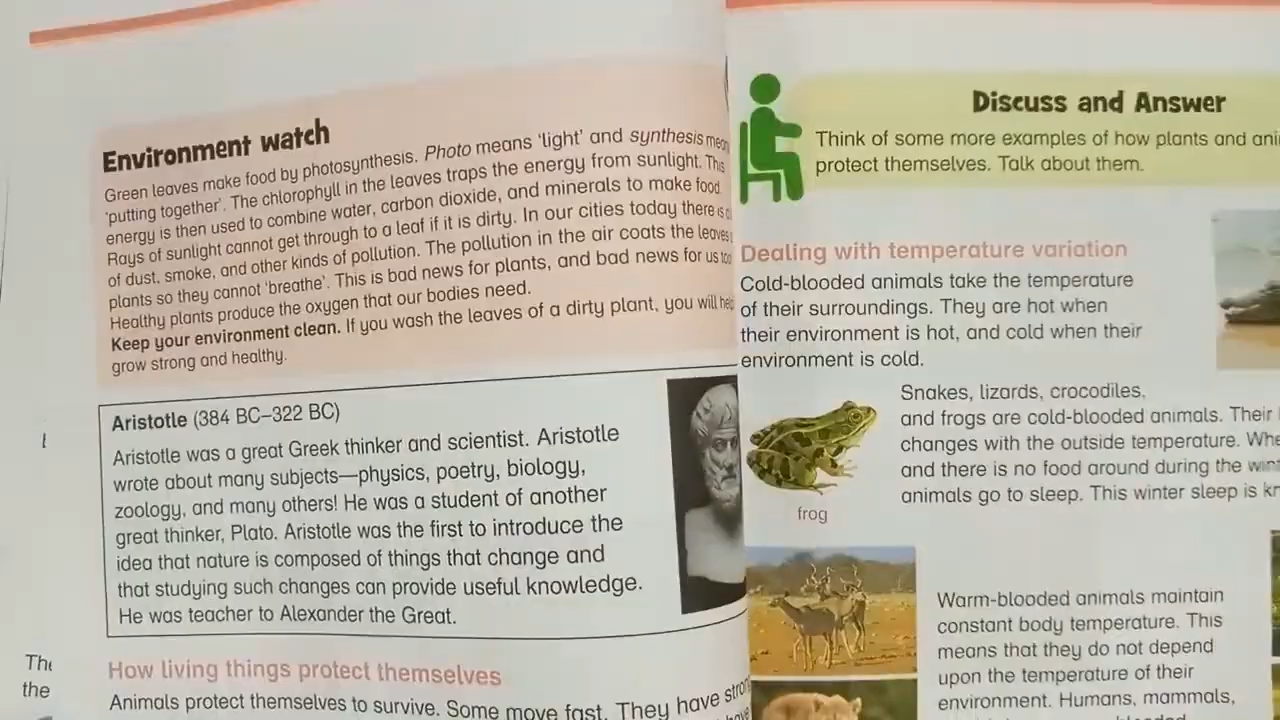 Environment watch
Green leaves make food by photosynthesis. Photo means 'light' and synthesis
'putting together'. The chlorophyll in the leaves traps the energy from sunlight. This
energy is then used to combine water, carbon dioxide, and minerals to make food.
Rays of sunlight cannot get through to a leaf if it is dirty. In our cities today there is
of dust, smoke, and other kinds of pollution. The pollution in the air coats the leaves
plants so they cannot 'breathe'. This is bad news for plants, and bad news for us
Healthy plants produce the oxygen that our bodies need.
Keep your environment clean. If you wash the leaves of a dirty plant, you will
grow strong and healthy.
Aristotle (384 BC–322 BC)
Aristotle was a great Greek thinker and scientist. Aristotle
wrote about many subjects—physics, poetry, biology,
zoology, and many others! He was a student of another
great thinker, Plato. Aristotle was the first to introduce the
idea that nature is composed of things that change and
that studying such changes can provide useful knowledge.
He was teacher to Alexander the Great.
the
How living things protect themselves
Animals protect themselves to survive. Some move fast. They have
Discuss and Answer
Think of some more examples of how plants and
protect themselves. Talk about them.
Dealing with temperature variation
Cold-blooded animals take the temperature
of their surroundings. They are hot when
their environment is hot, and cold when their
environment is cold.
Snakes, lizards, crocodiles,
and frogs are cold-blooded animals. Their
changes with the outside temperature.
and there is no food around during the
animals go to sleep. This winter sleep is
frog
Warm-blooded animals maintain
constant body temperature. This
means that they do not depend
upon the temperature of their
environment. Humans, mammals,